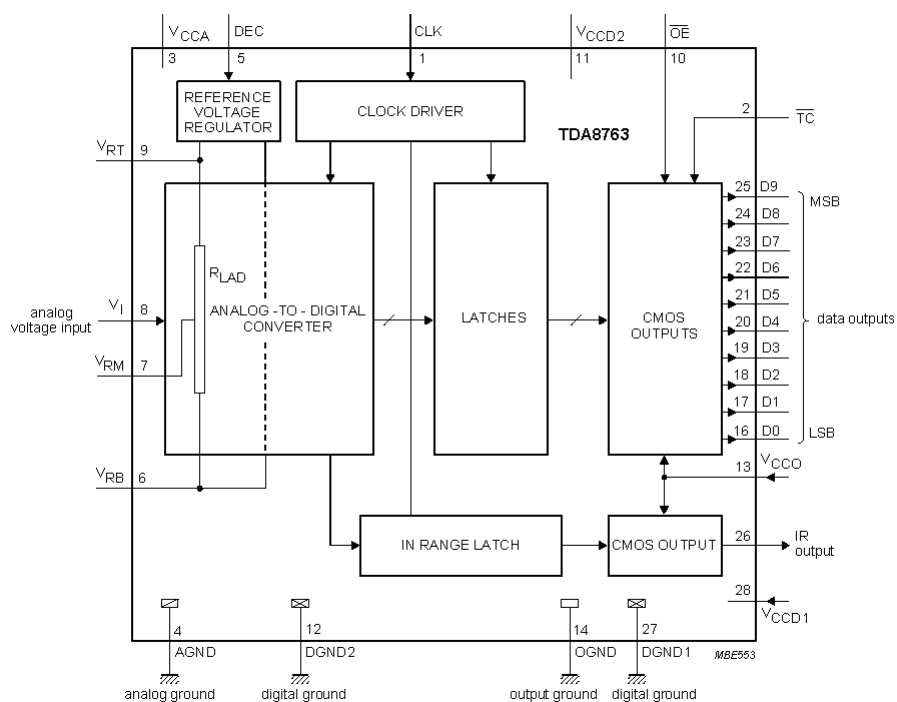 VCCA DEC CLK VCCD2 OE
3 5 1 11 10
REFERENCE
VOLTAGE
REGULATOR
CLOCK DRIVER
TDA8763
2 TC
VRT 9
25 D9 MSB
24 D8
23 D7
22 D6
21 D5
20 D4
19 D3
18 D2
17 D1
16 D0 LSB
data outputs
RLAD
ANALOG -TO - DIGITAL
CONVERTER
LATCHES
CMOS
OUTPUTS
analog
voltage input
VI 8
VRM 7
VRB 6
13 VCCO
IN RANGE LATCH
CMOS OUTPUT
26 IR
output
28
VCCD1
4 12 14 27
AGND DGND2 OGND DGND1
MBE553
analog ground digital ground output ground digital ground